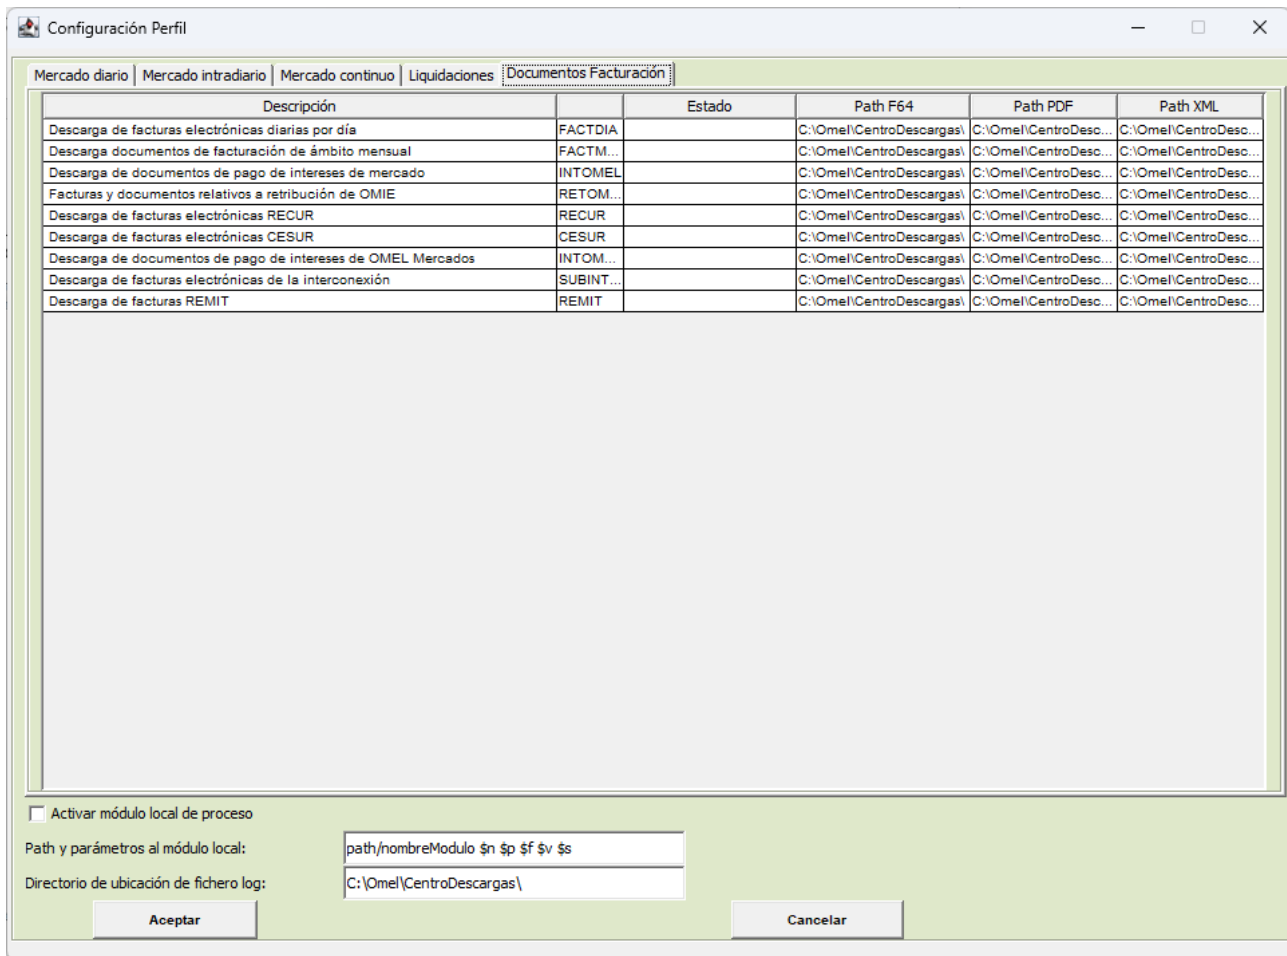 Configuración Perfil
Mercado diario Mercado intradiario Mercado continuo Liquidaciones Documentos Facturación
Descripción Estado Path F64 Path PDF Path XML
Descarga de facturas electrónicas diarias por día FACTDIA C:\Omel\CentroDescargas\ C:\Omel\CentroDesc... C:\Omel\CentroDesc...
Descarga documentos de facturación de ámbito mensual FACTM... C:\Omel\CentroDescargas\ C:\Omel\CentroDesc... C:\Omel\CentroDesc...
Descarga de documentos de pago de intereses de mercado INTOMEL C:\Omel\CentroDescargas\ C:\Omel\CentroDesc... C:\Omel\CentroDesc...
Facturas y documentos relativos a retribución de OMIE RETOM... C:\Omel\CentroDescargas\ C:\Omel\CentroDesc... C:\Omel\CentroDesc...
Descarga de facturas electrónicas RECUR RECUR C:\Omel\CentroDescargas\ C:\Omel\CentroDesc... C:\Omel\CentroDesc...
Descarga de facturas electrónicas CESUR CESUR C:\Omel\CentroDescargas\ C:\Omel\CentroDesc... C:\Omel\CentroDesc...
Descarga de documentos de pago de intereses de OMEL Mercados INTOM... C:\Omel\CentroDescargas\ C:\Omel\CentroDesc... C:\Omel\CentroDesc...
Descarga de facturas electrónicas de la interconexión SUBINT... C:\Omel\CentroDescargas\ C:\Omel\CentroDesc... C:\Omel\CentroDesc...
Descarga de facturas REMIT REMIT C:\Omel\CentroDescargas\ C:\Omel\CentroDesc... C:\Omel\CentroDesc...
Activar módulo local de proceso
Path y parámetros al módulo local: path/nombreModulo $n $p $f $v $s
Directorio de ubicación de fichero log: C:\Omel\CentroDescargas\
Aceptar Cancelar